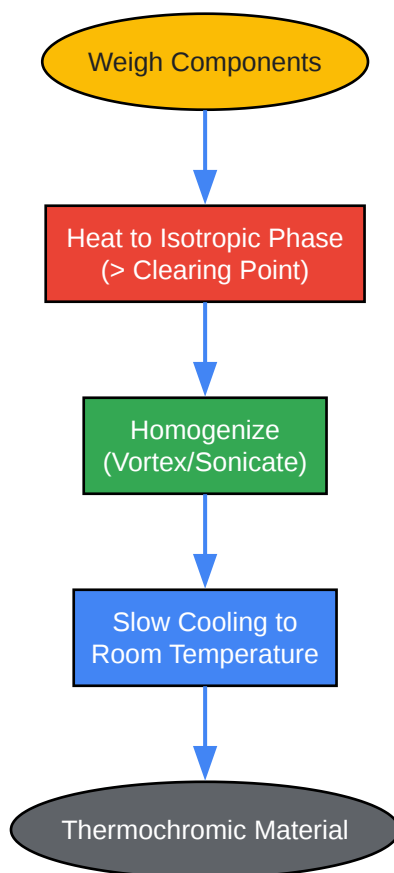 Weigh Components
Heat to Isotropic Phase
(> Clearing Point)
Homogenize
(Vortex/Sonicate)
Slow Cooling to
Room Temperature
Thermochromic Material